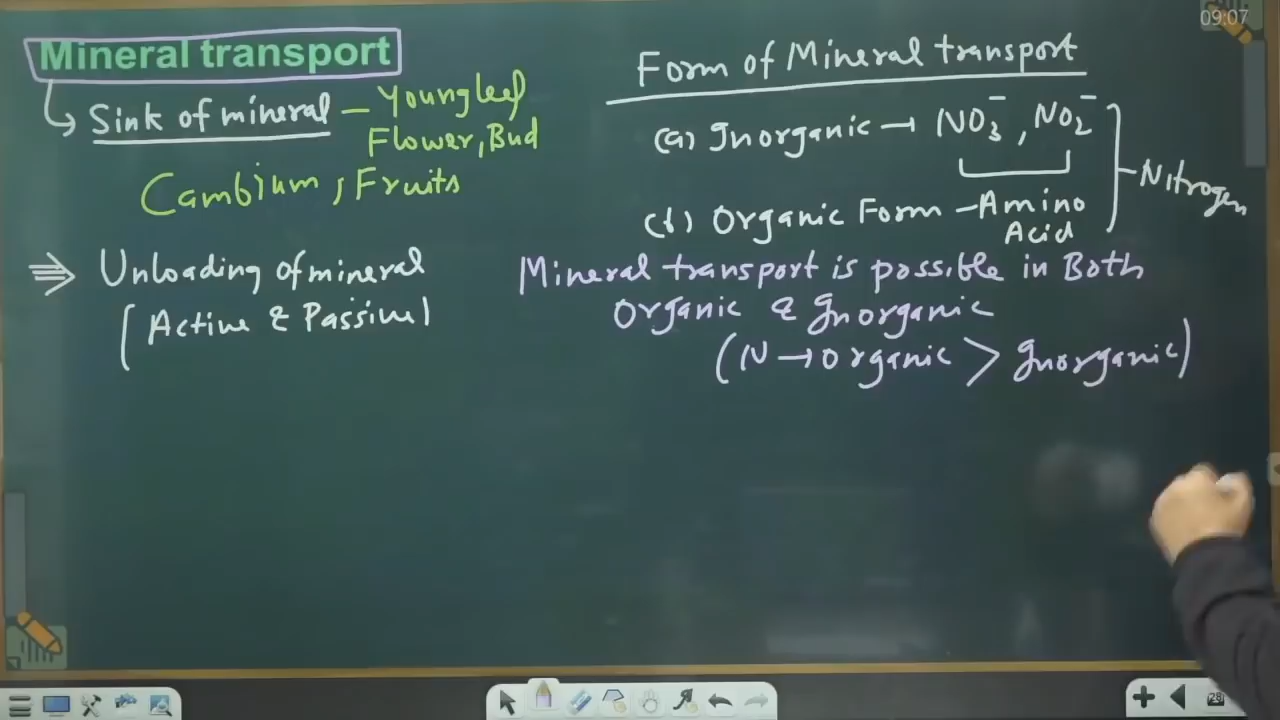 09:07
Mineral transport
Sink of mineral — Young leaf
Flower, Bud
Cambium, Fruits
⇒ Unloading of mineral
(Active & Passive)
Form of Mineral transport
(a) Inorganic → NO₃⁻, NO₂⁻
(b) Organic Form – Amino
Acid
Nitrogen
Mineral transport is possible in Both
Organic & Inorganic
(N → organic > Inorganic)
28